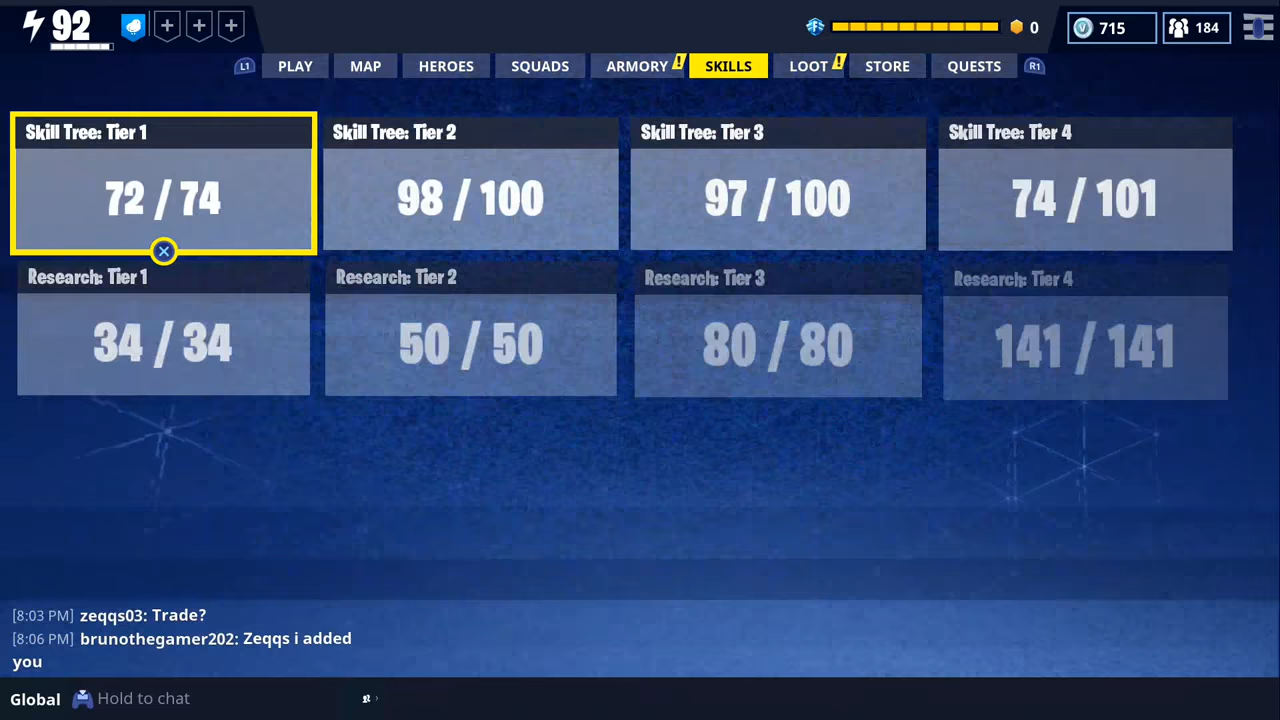 92
0
715
184
L1 PLAY MAP HEROES SQUADS ARMORY ! SKILLS LOOT ! STORE QUESTS R1
Skill Tree: Tier 1 Skill Tree: Tier 2 Skill Tree: Tier 3 Skill Tree: Tier 4
72 / 74 98 / 100 97 / 100 74 / 101
Research: Tier 1 Research: Tier 2 Research: Tier 3 Research: Tier 4
34 / 34 50 / 50 80 / 80 141 / 141
[8:03 PM] zeqqs03: Trade?
[8:06 PM] brunothegamer202: Zeqqs i added
you
Global Hold to chat